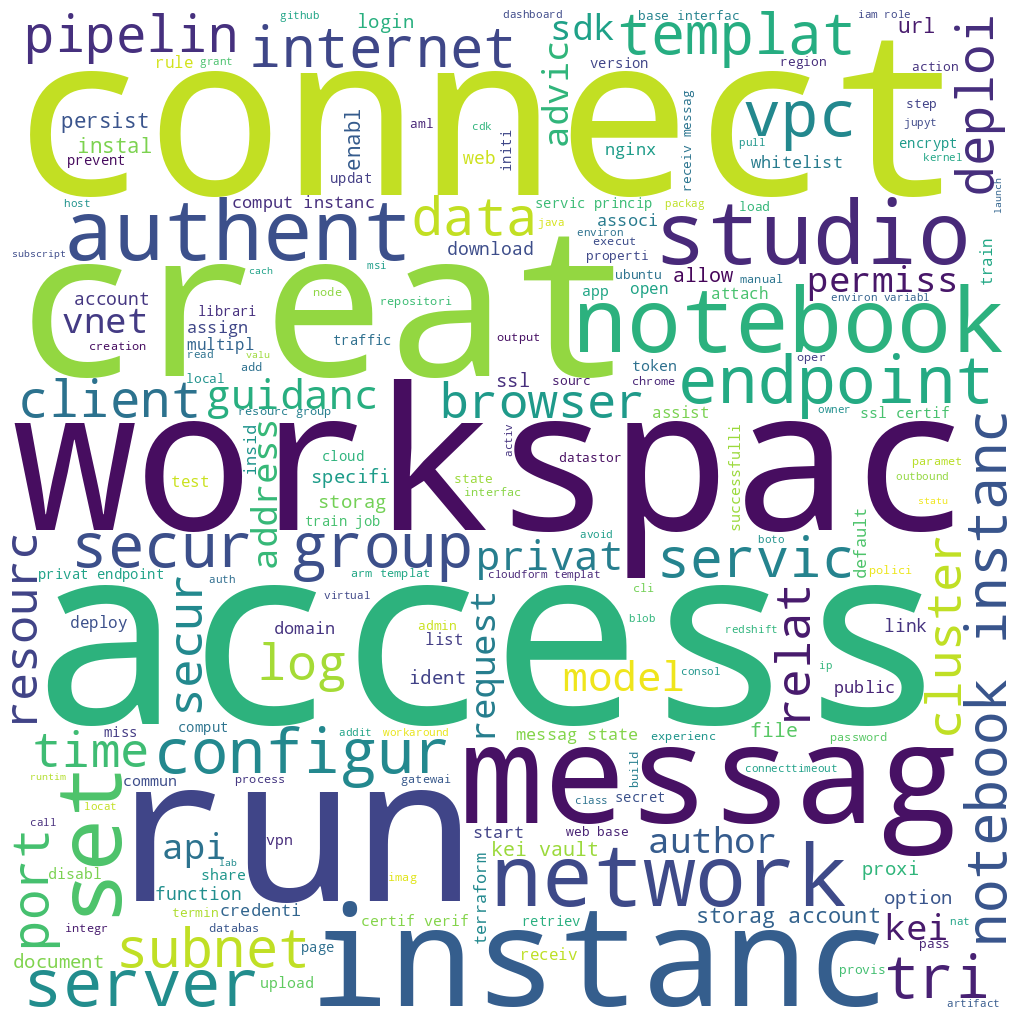 github
login
dashboard
base interfac
iam role
url
pipelin
internet
sdk
templat
deploi
rule
grant
advic
version
region
action
connect
persist
instal
prevent
enabl
aml
cdk
web
initi
updat
nginx
receiv messag
vpc
pull
whitelist
step
jupyt
encrypt
kernel
launch
host
comput instanc
servic princip
packag
load
authent
data
java
associ
environ
studio
subscript
download
execut
properti
train
cach
msi
ubuntu
allow
manual
permiss
creat
node
repositori
app
open
attach
environ variabl
account
vnet
librari
assign
multipl
creation
traffic
output
notebook
read
valu
add
local
ssl
sourc
token
chrome
oper
endpoint
client
guidanc
resourc group
browser
assist
owner
ssl certif
insid
cloud
activ
datastor
successfulli
paramet
outbound
workspac
test
address
specifi
storag
train job
state
interfac
statu
notebook instanc
secur
group
avoid
privat
boto
servic
default
polici
cluster
resourc
privat endpoint
auth
arm templat
cloudform templat
cli
virtual
blob
redshift
access
secur
deploy
domain
admin
list
log
ident
request
model
consol
relat
ip
link
public
miss
comput
addit
workaround
messag state
experienc
file
password
time
configur
runtim
commun
process
gatewai
messag
build
connecttimeout
class
secret
set
locat
call
run
vpn
start
web base
author
api
lab
share
imag
kei vault
network
proxi
port
disabl
function
termin
credenti
certif verif
terraform
retriev
storag account
option
integr
databas
kei
pass
nat
subnet
page
instanc
receiv
document
server
upload
provis
tri
artifact